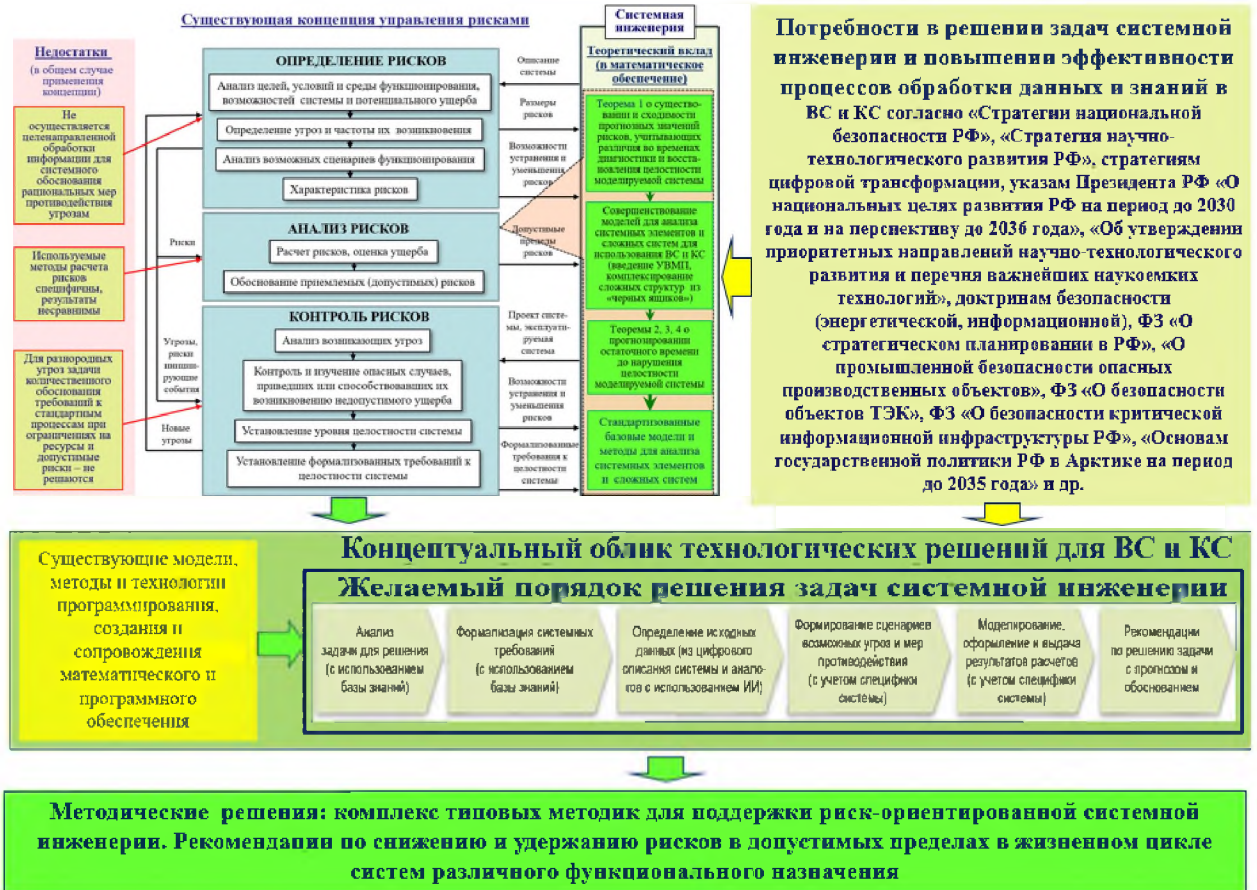 Существующая концепция управления рисками
Недостатки
(в общем случае
применения
концепции)
Не
осуществляется
целенаправленной
обработки
информации для
системного
обоснования
рациональных мер
противодействия
угрозам
Используемые
методы расчета
рисков
специфичны,
результаты
несравнимы
Для разнородных
угроз задачи
количественного
обоснования
требований к
стандартным
процессам при
ограничениях на
ресурсы и
допустимые
риски – не
решаются
Риски
Угрозы,
риски
иниции-
рующие
события
Новые
угрозы
ОПРЕДЕЛЕНИЕ РИСКОВ
Анализ целей, условий и среды функционирования,
возможностей системы и потенциального ущерба
Определение угроз и частоты их возникновения
Анализ возможных сценариев функционирования
Характеристика рисков
АНАЛИЗ РИСКОВ
Расчет рисков, оценка ущерба
Обоснование приемлемых (допустимых) рисков
КОНТРОЛЬ РИСКОВ
Анализ возникающих угроз
Контроль и изучение опасных случаев,
приведших или способствовавших их
возникновению недопустимого ущерба
Установление уровня целостности системы
Установление формализованных требований к
целостности системы
Описание
системы
Размеры
рисков
Возможности
устранения и
уменьшения
рисков
Допустимые
пределы
рисков
Проект систе-
мы, эксплуати-
руемая
система
Возможности
устранения и
уменьшения
рисков
Формализованные
требования к
целостности
системы
Системная
инженерия
Теоретический вклад
(в математическое
обеспечение)
Теорема 1 о существо-
вании и сходимости
прогнозных значений
рисков, учитывающих
различия во временах
диагностики и восста-
новления целостности
моделируемой системы
Совершенствование
моделей для анализа
системных элементов и
сложных систем для
использования ВС и КС
(введение УВМП,
комплексирование
сложных структур из
«черных ящиков»)
Теоремы 2, 3, 4 о
прогнозировании
остаточного времени
до нарушения
целостности
моделируемой системы
Стандартизованные
базовые модели и
методы для анализа
системных элементов
и сложных систем
Потребности в решении задач системной
инженерии и повышении эффективности
процессов обработки данных и знаний в
ВС и КС согласно «Стратегии национальной
безопасности РФ», «Стратегия научно-
технологического развития РФ», стратегиям
цифровой трансформации, указам Президента РФ «О
национальных целях развития РФ на период до 2030
года и на перспективу до 2036 года», «Об утверждении
приоритетных направлений научно-технологического
развития и перечня важнейших наукоемких
технологий», доктринам безопасности
(энергетической, информационной), ФЗ «О
стратегическом планировании в РФ», «О
промышленной безопасности опасных
производственных объектов», ФЗ «О безопасности
объектов ТЭК», ФЗ «О безопасности критической
информационной инфраструктуры РФ», «Основам
государственной политики РФ в Арктике на период
до 2035 года» и др.
Существующие модели,
методы и технологии
программирования,
создания и
сопровождения
математического и
программного
обеспечения
Концептуальный облик технологических решений для ВС и КС
Желаемый порядок решения задач системной инженерии
Анализ
задачи для решения
(с использованием
базы знаний)
Формализация системных
требований
(с использованием
базы знаний)
Определение исходных
данных (из цифрового
описания системы и анало-
гов с использованием ИИ)
Формирование сценариев
возможных угроз и мер
противодействия
(с учетом специфики
системы)
Моделирование,
оформление и выдача
результатов расчетов
(с учетом специфики
системы)
Рекомендации
по решению задачи
с прогнозом и
обоснованием
Методические решения: комплекс типовых методик для поддержки риск-ориентированной системной
инженерии. Рекомендации по снижению и удержанию рисков в допустимых пределах в жизненном цикле
систем различного функционального назначения